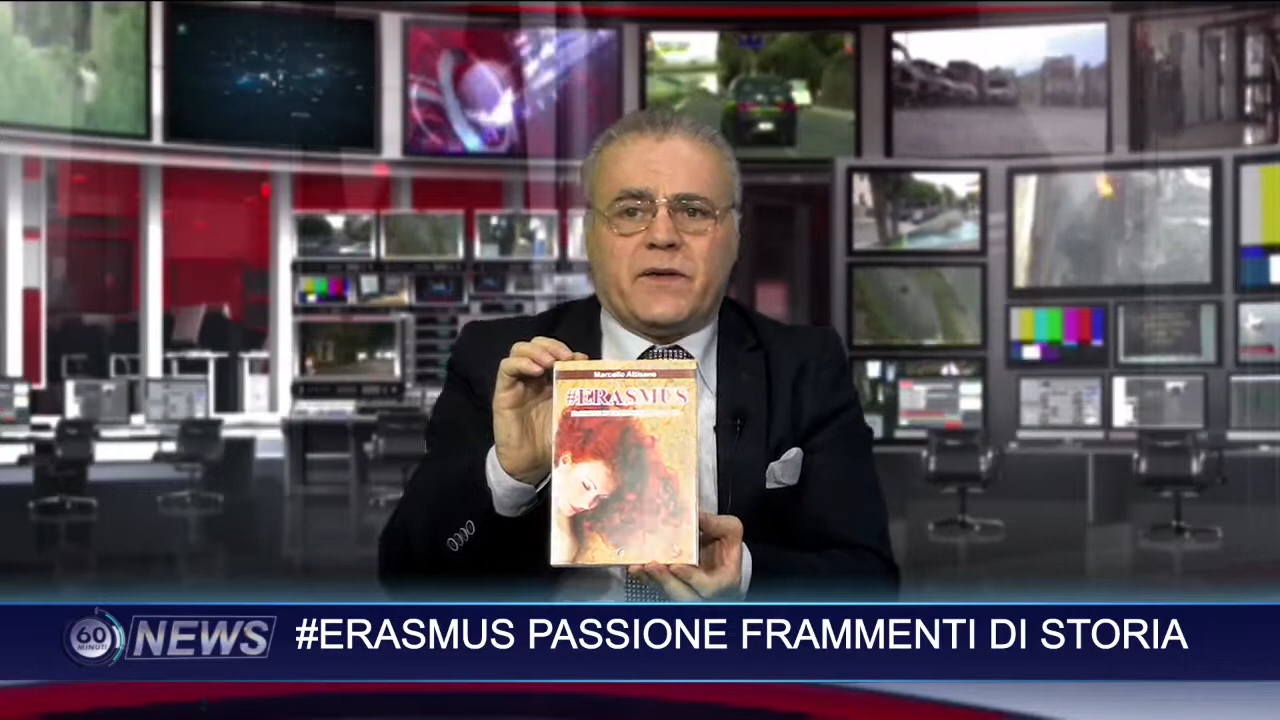 Marcello Attisano
#ERASMUS
60
MINUTI
NEWS
#ERASMUS PASSIONE FRAMMENTI DI STORIA